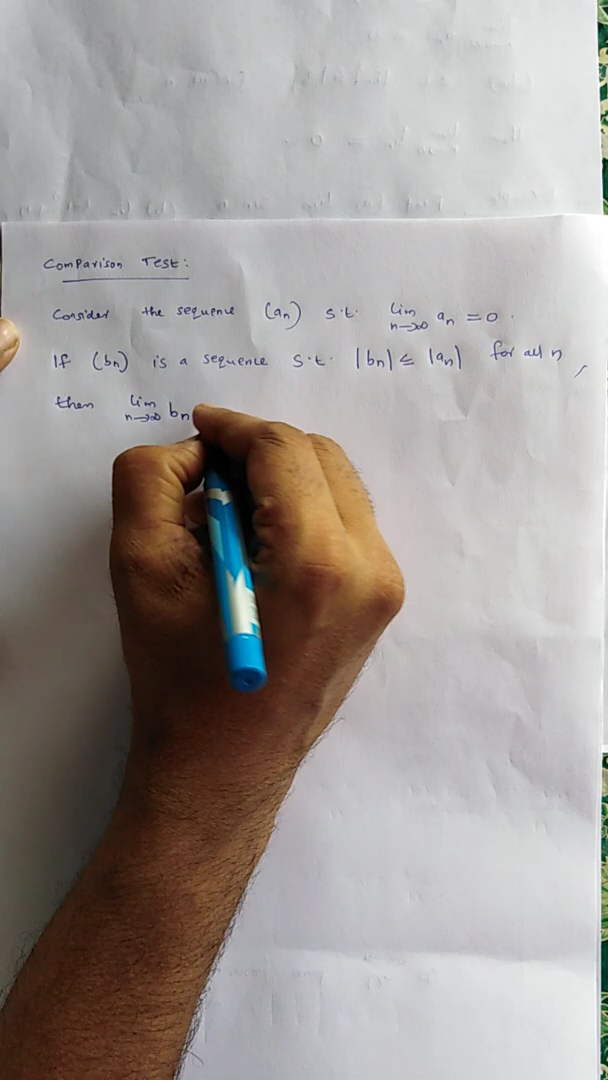 Comparison Test:
Consider the sequence (an) s.t. lim n→∞ an = 0.
If (bn) is a sequence s.t. |bn| ≤ |an| for all n,
then lim n→∞ bn